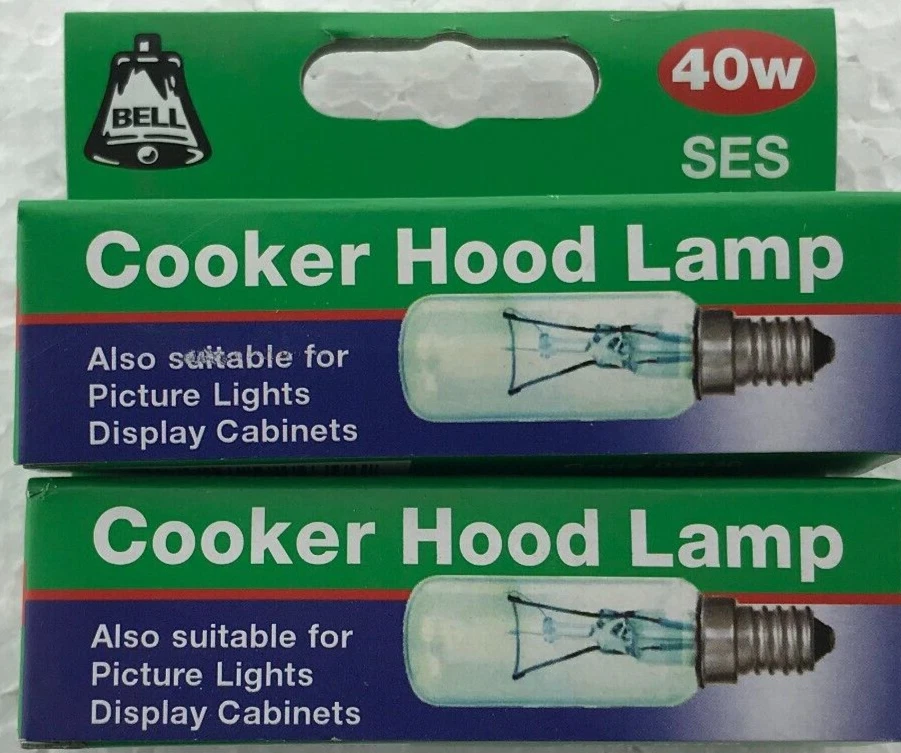 BELL
40w
SES
Cooker Hood Lamp
Also suitable for
Picture Lights
Display Cabinets
Cooker Hood Lamp
Also suitable for
Picture Lights
Display Cabinets